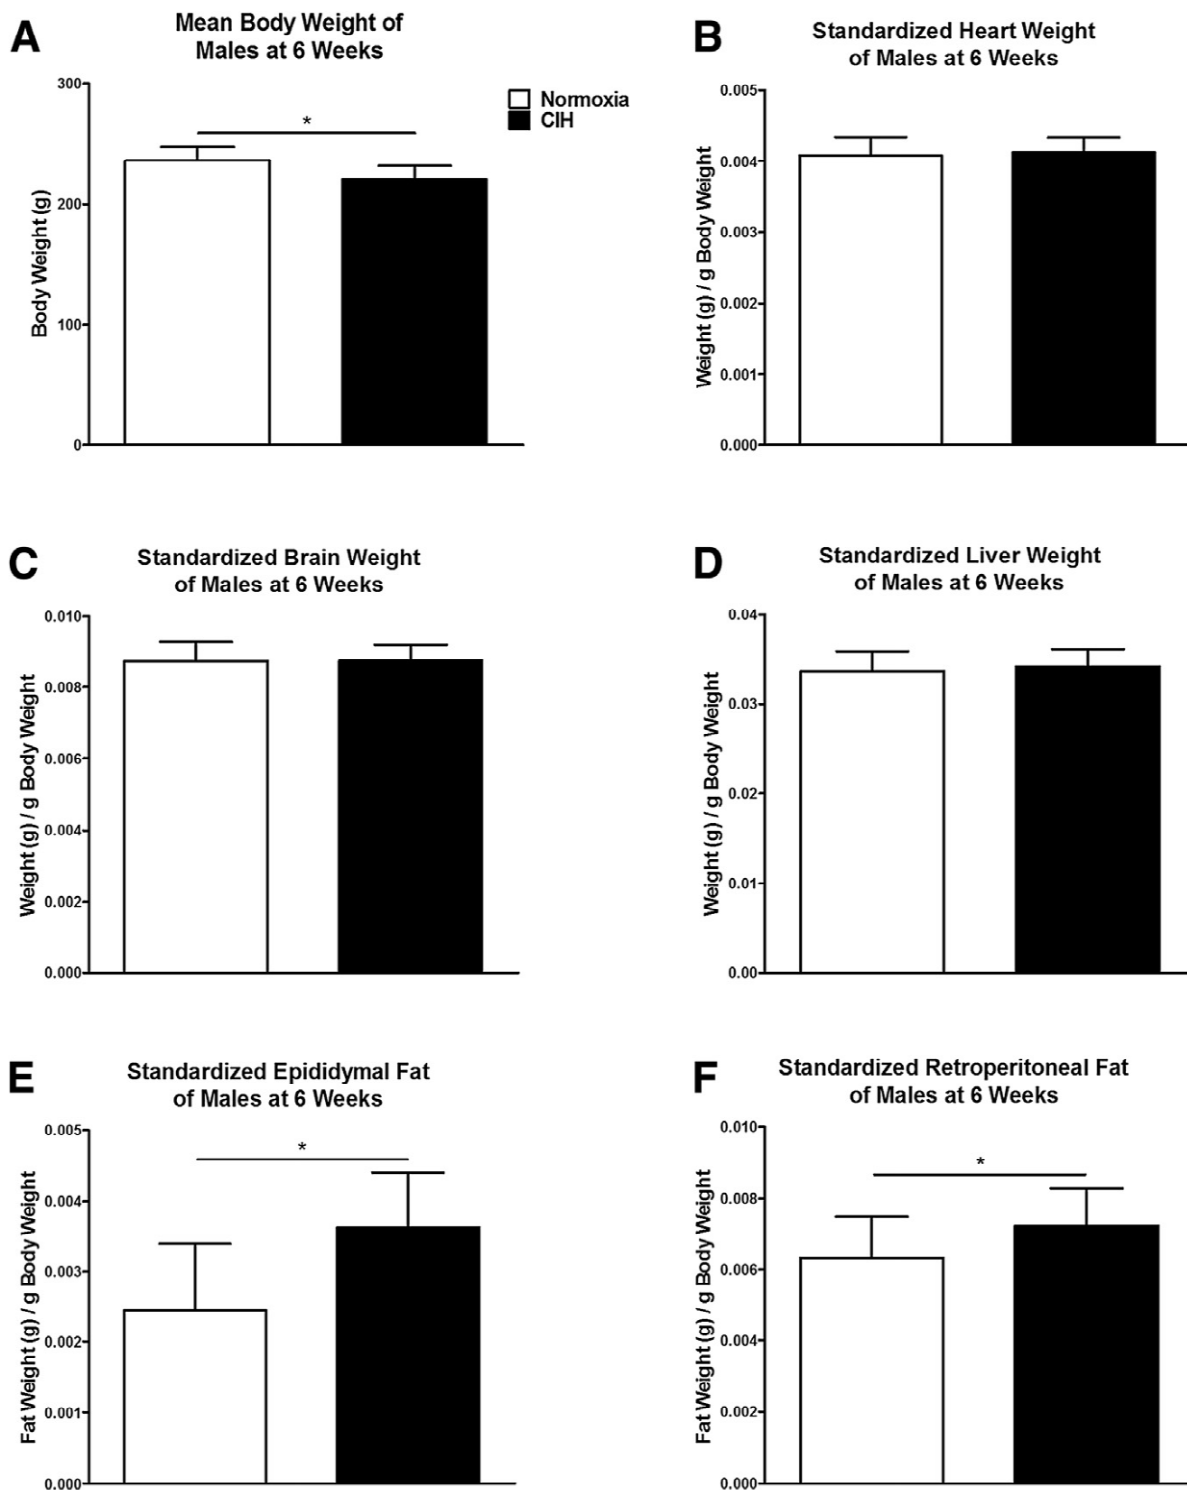 A
Mean Body Weight of
Males at 6 Weeks
300
200
100
0
Body Weight (g)
*
Normoxia
CIH
B
Standardized Heart Weight
of Males at 6 Weeks
0.005
0.004
0.003
0.002
0.001
0.000
Weight (g) / g Body Weight
C
Standardized Brain Weight
of Males at 6 Weeks
0.010
0.008
0.006
0.004
0.002
0.000
Weight (g) / g Body Weight
D
Standardized Liver Weight
of Males at 6 Weeks
0.04
0.03
0.02
0.01
0.00
Weight (g) / g Body Weight
E
Standardized Epididymal Fat
of Males at 6 Weeks
0.005
0.004
0.003
0.002
0.001
0.000
Fat Weight (g) / g Body Weight
*
F
Standardized Retroperitoneal Fat
of Males at 6 Weeks
0.010
0.008
0.006
0.004
0.002
0.000
Fat Weight (g) / g Body Weight
*